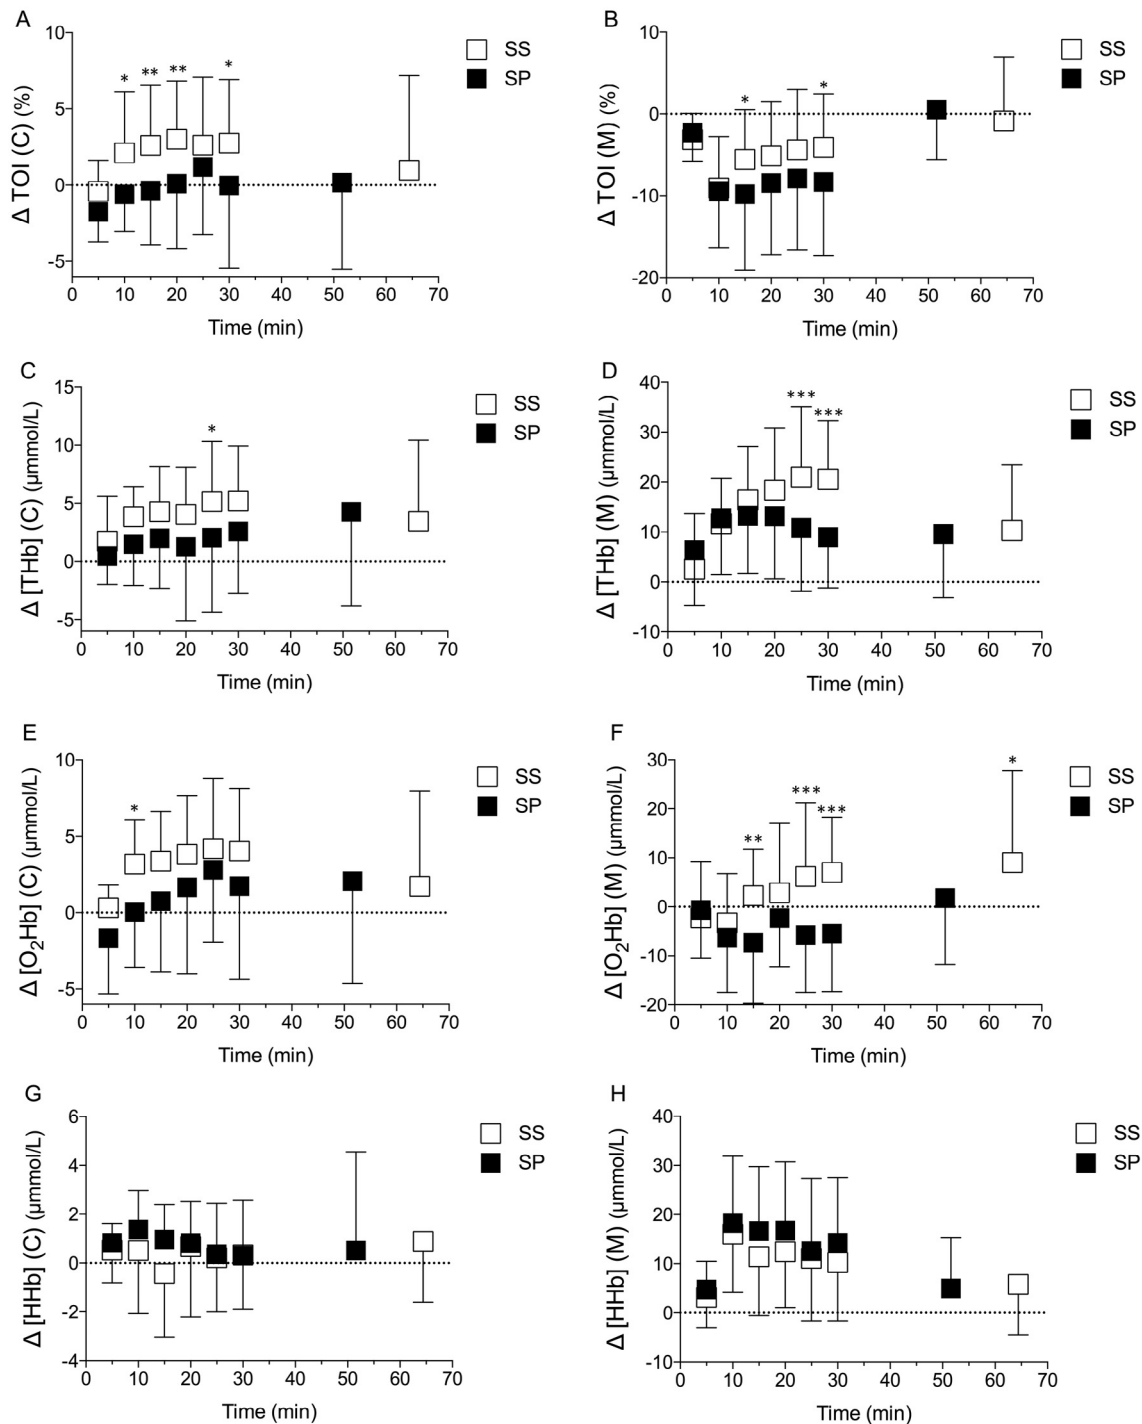 A
Δ TOI (C) (%)
10
5
0
-5
* ** ** *
SS
SP
0 10 20 30 40 50 60 70
Time (min)
B
Δ TOI (M) (%)
10
0
-10
-20
* *
SS
SP
0 10 20 30 40 50 60 70
Time (min)
C
Δ [THb] (C) (μmmol/L)
15
10
5
0
-5
*
SS
SP
0 10 20 30 40 50 60 70
Time (min)
D
Δ [THb] (M) (μmmol/L)
40
30
20
10
0
-10
*** ***
SS
SP
0 10 20 30 40 50 60 70
Time (min)
E
Δ [O₂Hb] (C) (μmmol/L)
10
5
0
-5
*
SS
SP
0 10 20 30 40 50 60 70
Time (min)
F
Δ [O₂Hb] (M) (μmmol/L)
30
20
10
0
-10
-20
** *** *** *
SS
SP
0 10 20 30 40 50 60 70
Time (min)
G
Δ [HHb] (C) (μmmol/L)
6
4
2
0
-2
-4
SS
SP
0 10 20 30 40 50 60 70
Time (min)
H
Δ [HHb] (M) (μmmol/L)
40
30
20
10
0
-10
SS
SP
0 10 20 30 40 50 60 70
Time (min)